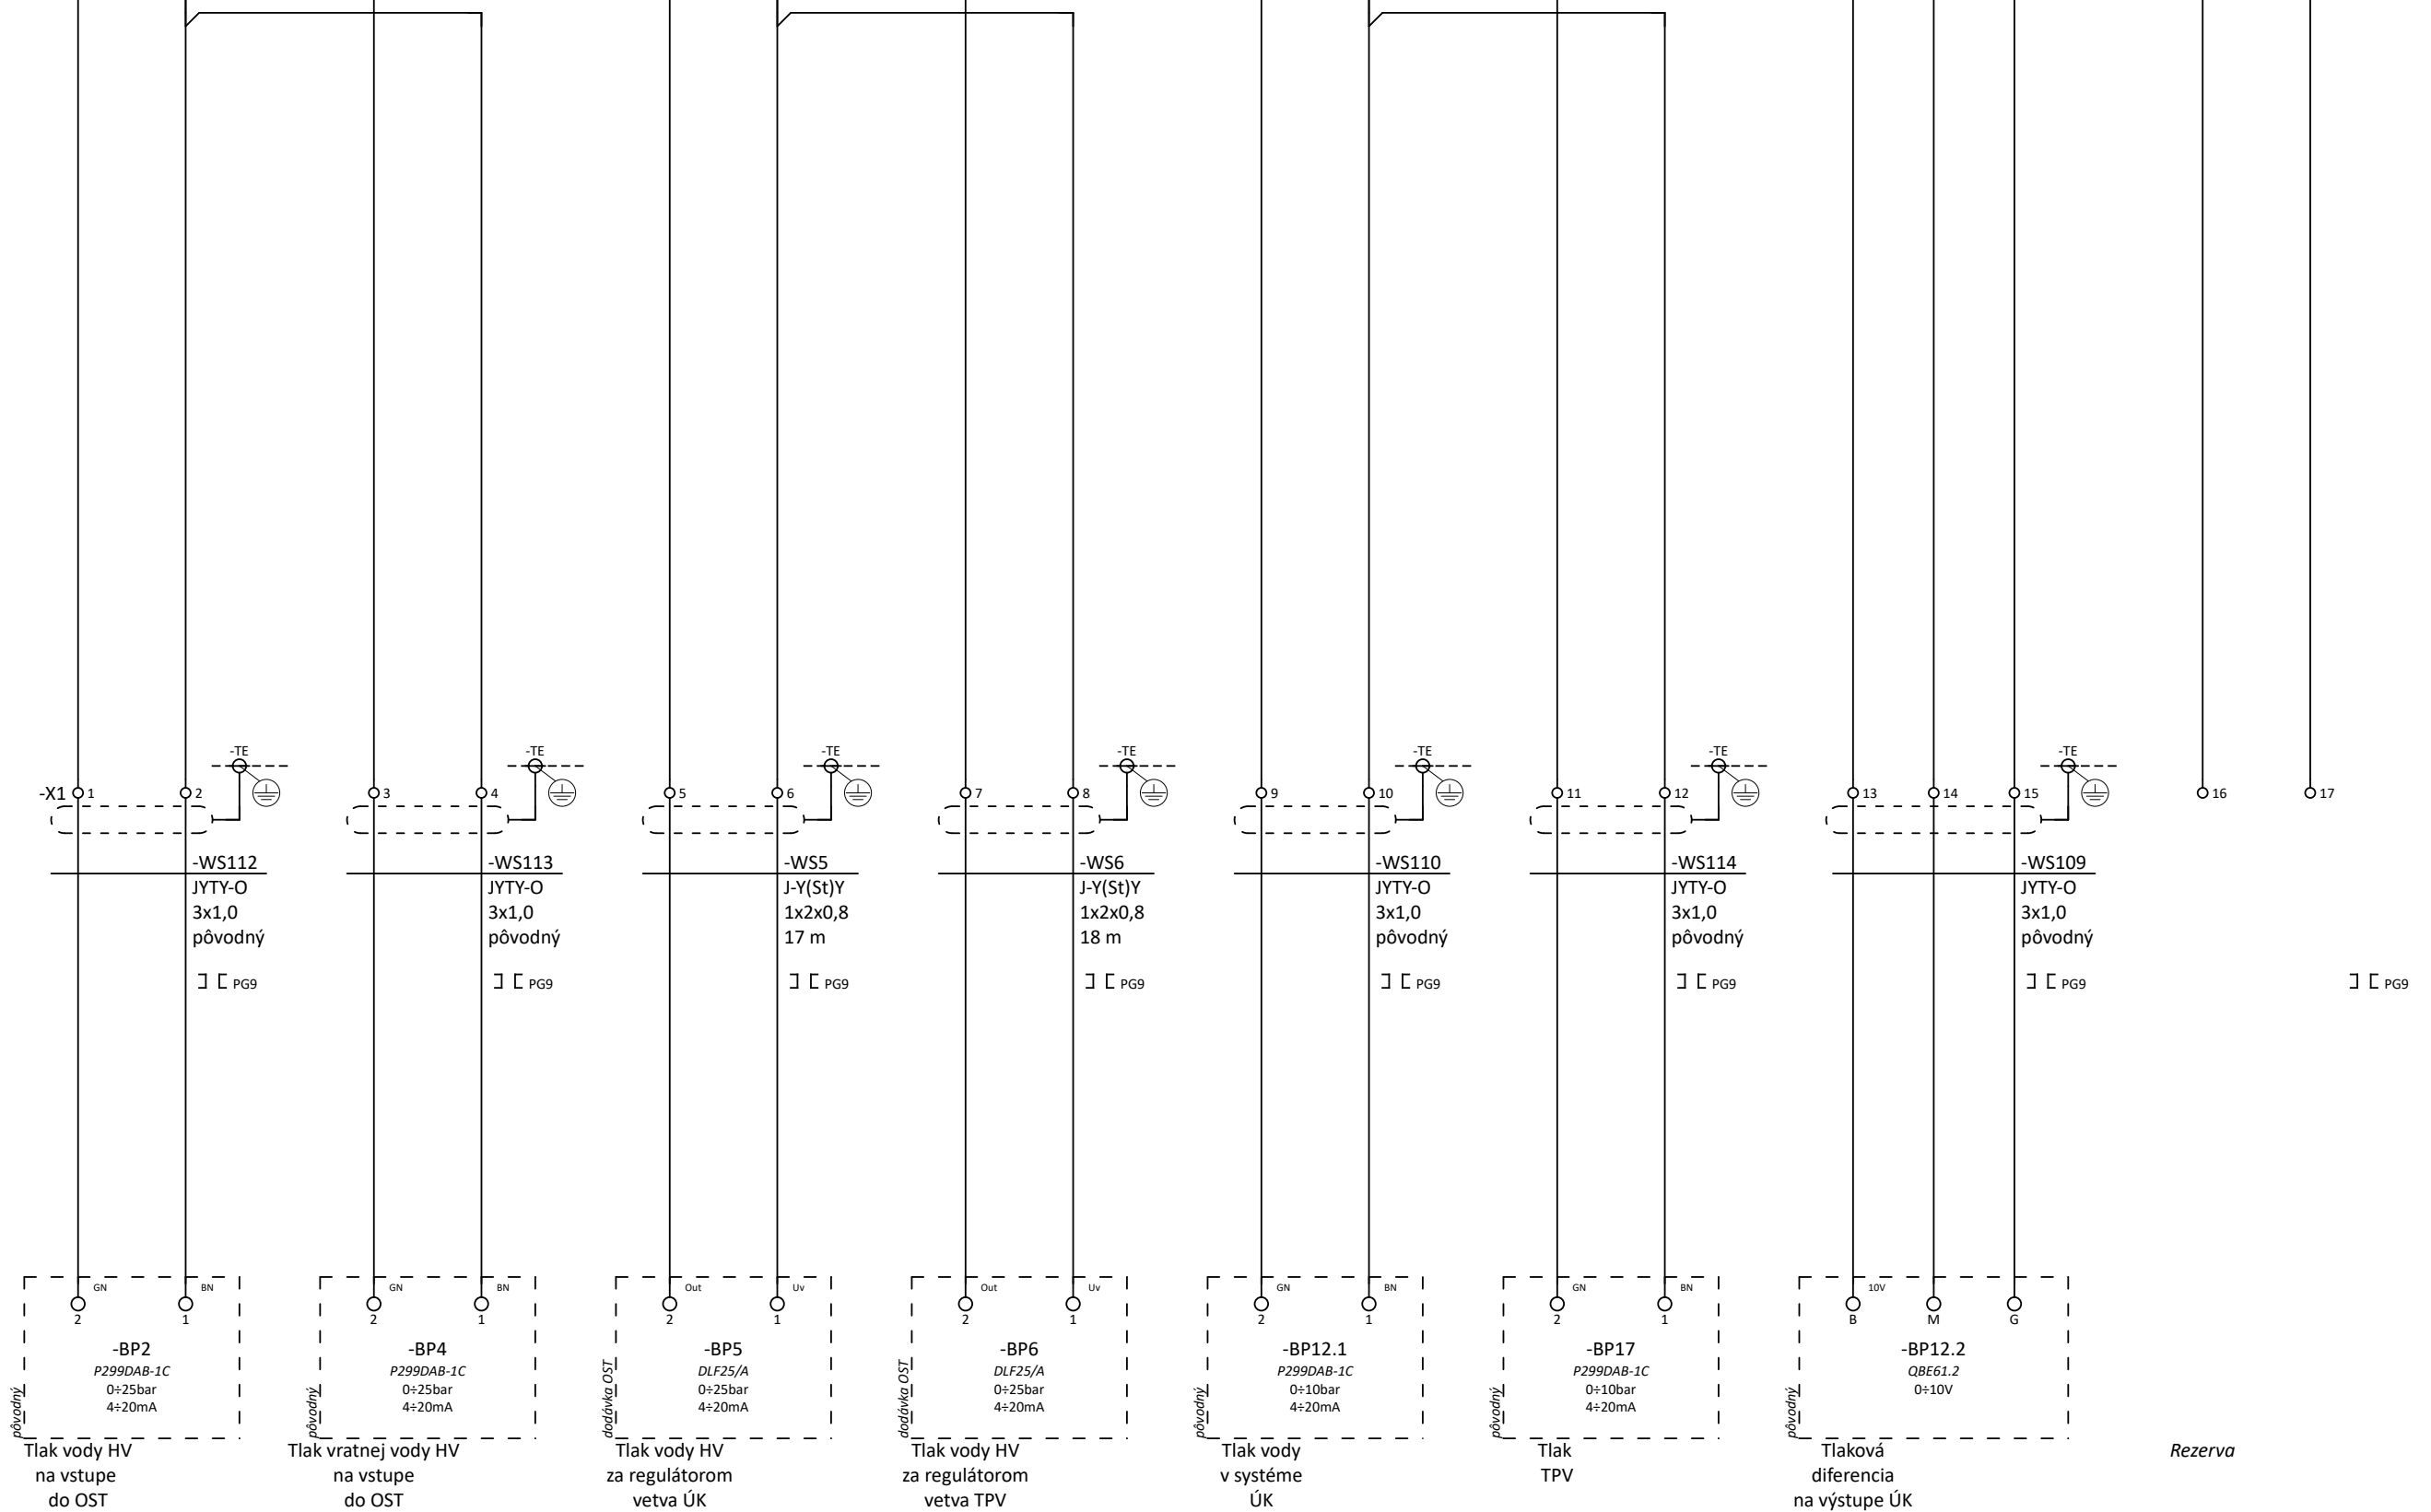 -TE -TE -TE -TE -TE -TE -TE
-X1 1 2 3 4 5 6 7 8 9 10 11 12 13 14 15 16 17
-WS112 -WS113 -WS5 -WS6 -WS110 -WS114 -WS109
JYTY-O JYTY-O J-Y(St)Y J-Y(St)Y JYTY-O JYTY-O JYTY-O
3x1,0 3x1,0 1x2x0,8 1x2x0,8 3x1,0 3x1,0 3x1,0
pôvodný pôvodný 17 m 18 m pôvodný pôvodný pôvodný
PG9 PG9 PG9 PG9 PG9 PG9 PG9 PG9
GN BN GN BN Out Uv Out Uv GN BN GN BN 10V
2 1 2 1 2 1 2 1 2 1 2 1 B M G
-BP2 -BP4 -BP5 -BP6 -BP12.1 -BP17 -BP12.2
P299DAB-1C P299DAB-1C DLF25/A DLF25/A P299DAB-1C P299DAB-1C QBE61.2
0÷25bar 0÷25bar 0÷25bar 0÷25bar 0÷10bar 0÷10bar 0÷10V
4÷20mA 4÷20mA 4÷20mA 4÷20mA 4÷20mA 4÷20mA
pôvodný pôvodný dodávka OST dodávka OST pôvodný pôvodný pôvodný
Tlak vody HV Tlak vratnej vody HV Tlak vody HV Tlak vody HV Tlak vody Tlak Tlaková Rezerva
na vstupe na vstupe za regulátorom za regulátorom v systéme TPV diferencia
do OST do OST vetva ÚK vetva TPV ÚK na výstupe ÚK